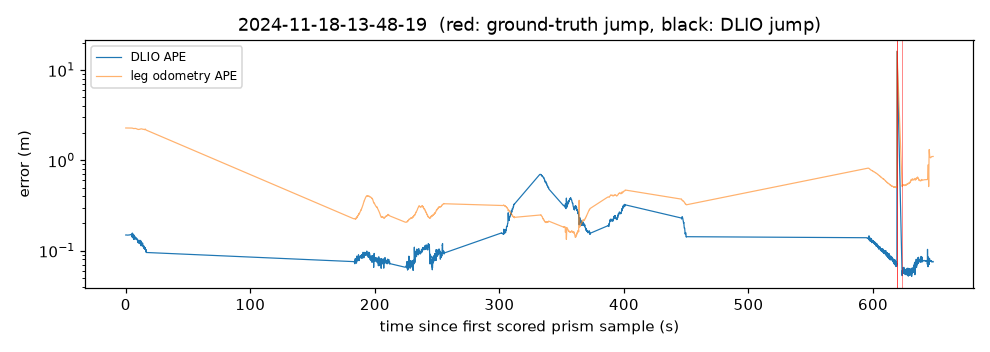 2024-11-18-13-48-19  (red: ground-truth jump, black: DLIO jump)
DLIO APE
leg odometry APE
error (m)
10¹
10⁰
10⁻¹
0 100 200 300 400 500 600
time since first scored prism sample (s)